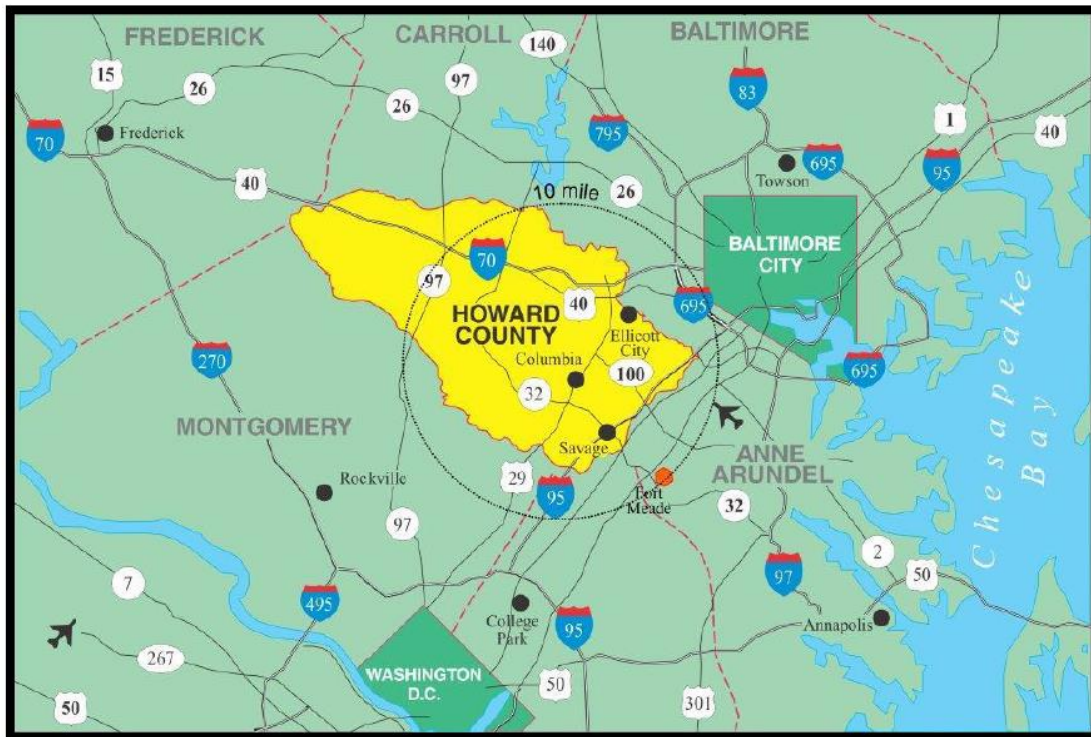 FREDERICK
CARROLL
BALTIMORE
140
15
97
83
26
26
1
795
40
Frederick
70
695
Towson
95
40
26
10 mile
BALTIMORE
CITY
70
97
695
40
HOWARD
COUNTY
Ellicott
City
Columbia
270
100
695
32
Chesapeake
Bay
MONTGOMERY
Savage
ANNE
ARUNDEL
29
Rockville
95
Fort
Meade
32
97
2
50
7
97
495
College
Park
95
Annapolis
267
WASHINGTON
D.C.
50
50
301